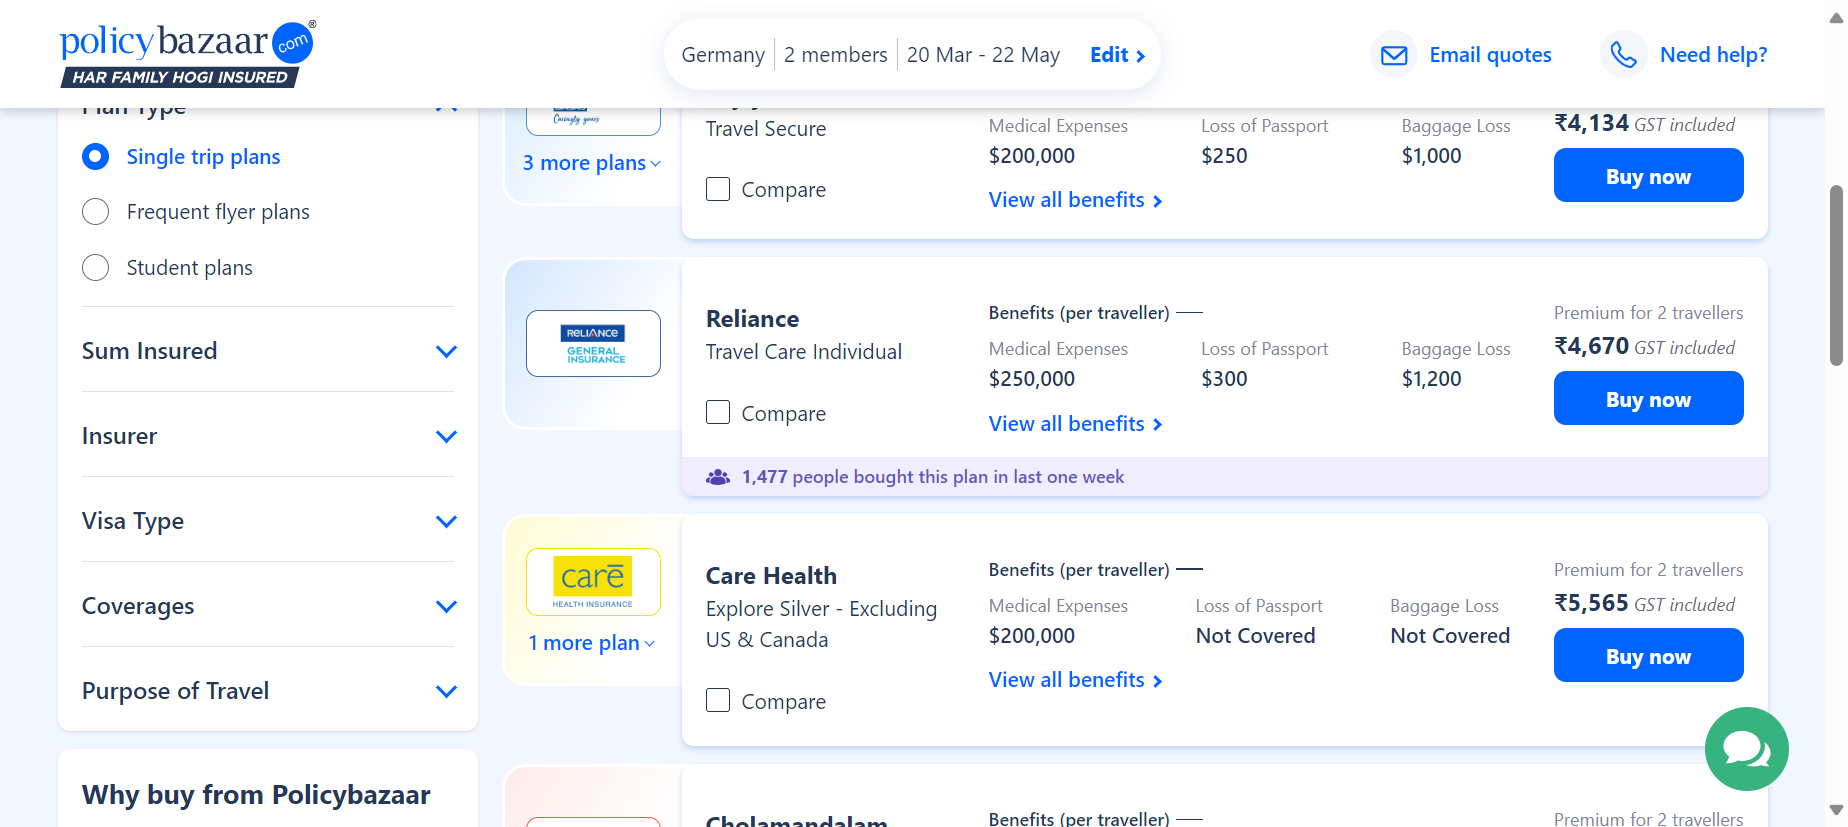 policybazaar.com®
HAR FAMILY HOGI INSURED
Germany
2 members
20 Mar - 22 May
Edit
Email quotes
Need help?
Plan Type
Single trip plans
Frequent flyer plans
Student plans
Sum Insured
Insurer
Visa Type
Coverages
Purpose of Travel
Why buy from Policybazaar
Caringly yours
3 more plans
Travel Secure
Compare
Medical Expenses
$200,000
Loss of Passport
$250
Baggage Loss
$1,000
View all benefits
₹4,134 GST included
Buy now
RELIANCE
GENERAL
INSURANCE
Reliance
Travel Care Individual
Compare
Benefits (per traveller)
Medical Expenses
$250,000
Loss of Passport
$300
Baggage Loss
$1,200
View all benefits
Premium for 2 travellers
₹4,670 GST included
Buy now
1,477 people bought this plan in last one week
carē
HEALTH INSURANCE
1 more plan
Care Health
Explore Silver - Excluding
US & Canada
Compare
Benefits (per traveller)
Medical Expenses
$200,000
Loss of Passport
Not Covered
Baggage Loss
Not Covered
View all benefits
Premium for 2 travellers
₹5,565 GST included
Buy now
Cholamandalam
Benefits (per traveller)
Premium for 2 travellers